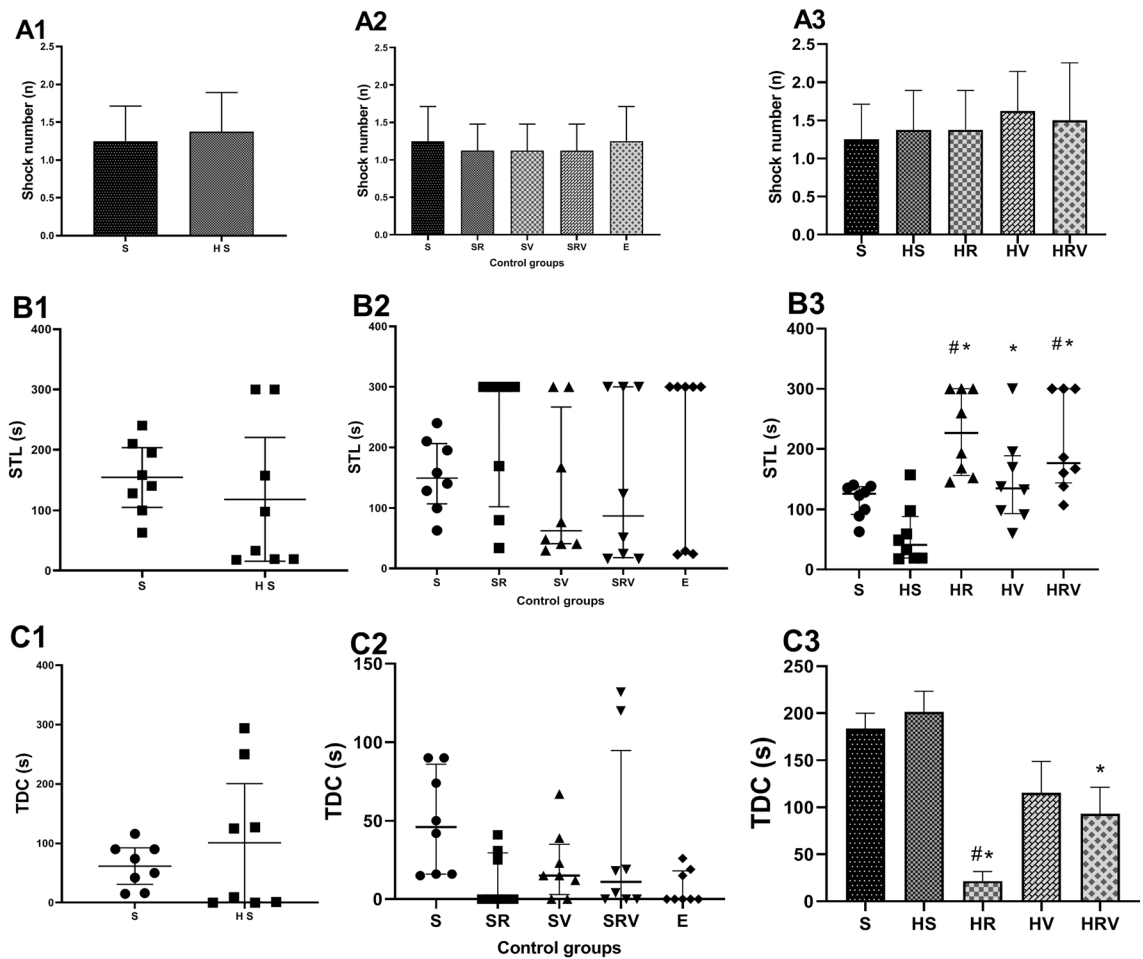 A1
2.5
2.0
1.5
1.0
0.5
0.0
Shock number (n)
S
H S
A2
2.5
2.0
1.5
1.0
0.5
0.0
Shock number (n)
S SR SV SRV E
Control groups
A3
2.5
2.0
1.5
1.0
0.5
0.0
Shock number (n)
S HS HR HV HRV
B1
400
300
200
100
0
STL (s)
S
H S
B2
400
300
200
100
0
STL (s)
S SR SV SRV E
Control groups
B3
400
300
200
100
0
STL (s)
#* * #*
S HS HR HV HRV
C1
400
300
200
100
0
TDC (s)
S
H S
C2
150
100
50
0
TDC (s)
S SR SV SRV E
Control groups
C3
250
200
150
100
50
0
TDC (s)
#* *
S HS HR HV HRV